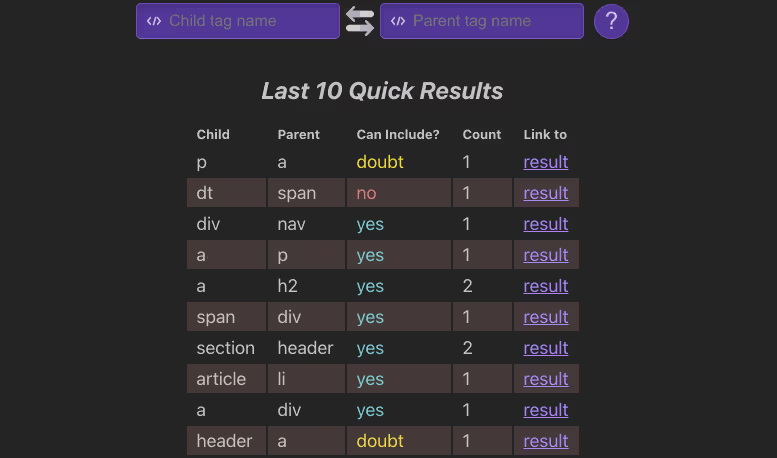 </> Child tag name </> Parent tag name ?
Last 10 Quick Results
Child Parent Can Include? Count Link to
p a doubt 1 result
dt span no 1 result
div nav yes 1 result
a p yes 1 result
a h2 yes 2 result
span div yes 1 result
section header yes 2 result
article li yes 1 result
a div yes 1 result
header a doubt 1 result